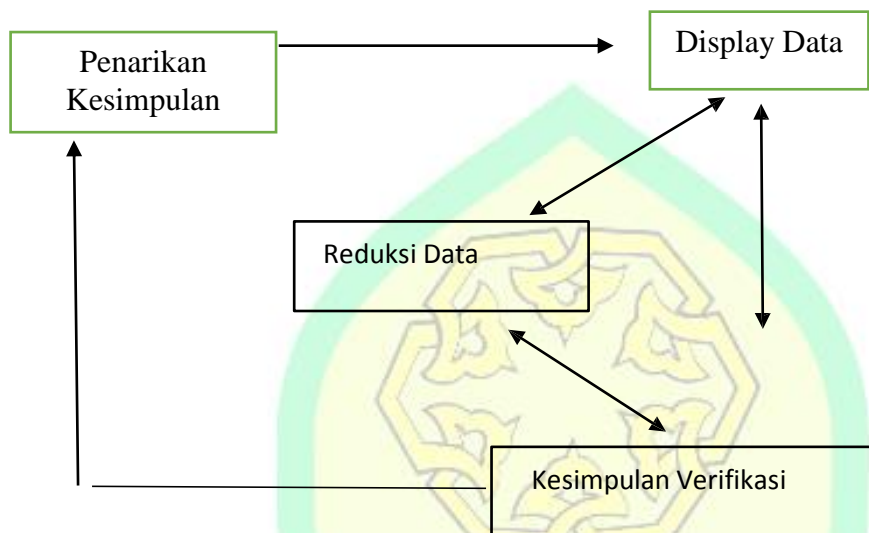 Penarikan
Kesimpulan
Display Data
Reduksi Data
Kesimpulan Verifikasi